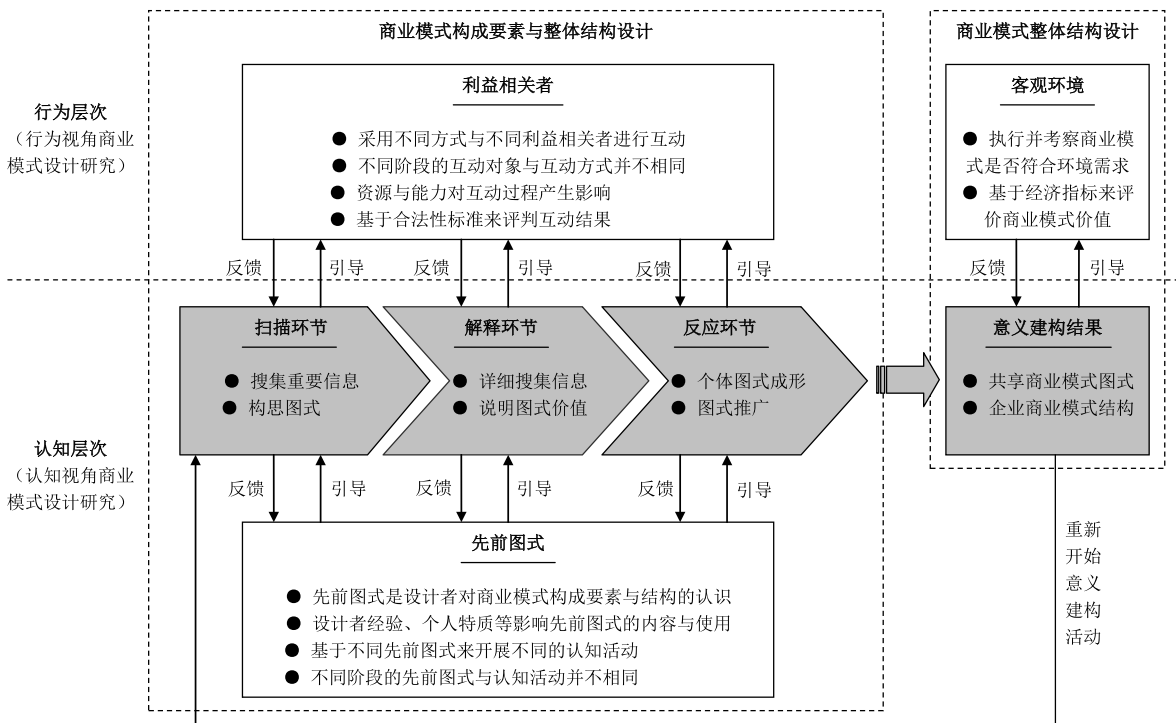 商业模式构成要素与整体结构设计
商业模式整体结构设计
行为层次
（行为视角商业
模式设计研究）
利益相关者
● 采用不同方式与不同利益相关者进行互动
● 不同阶段的互动对象与互动方式并不相同
● 资源与能力对互动过程产生影响
● 基于合法性标准来评判互动结果
客观环境
● 执行并考察商业模
式是否符合环境需求
● 基于经济指标来评
价商业模式价值
反馈
引导
反馈
引导
反馈
引导
反馈
引导
认知层次
（认知视角商业
模式设计研究）
扫描环节
● 搜集重要信息
● 构思图式
解释环节
● 详细搜集信息
● 说明图式价值
反应环节
● 个体图式成形
● 图式推广
意义建构结果
● 共享商业模式图式
● 企业商业模式结构
反馈
引导
反馈
引导
反馈
引导
先前图式
● 先前图式是设计者对商业模式构成要素与结构的认识
● 设计者经验、个人特质等影响先前图式的内容与使用
● 基于不同先前图式来开展不同的认知活动
● 不同阶段的先前图式与认知活动并不相同
重新
开始
意义
建构
活动